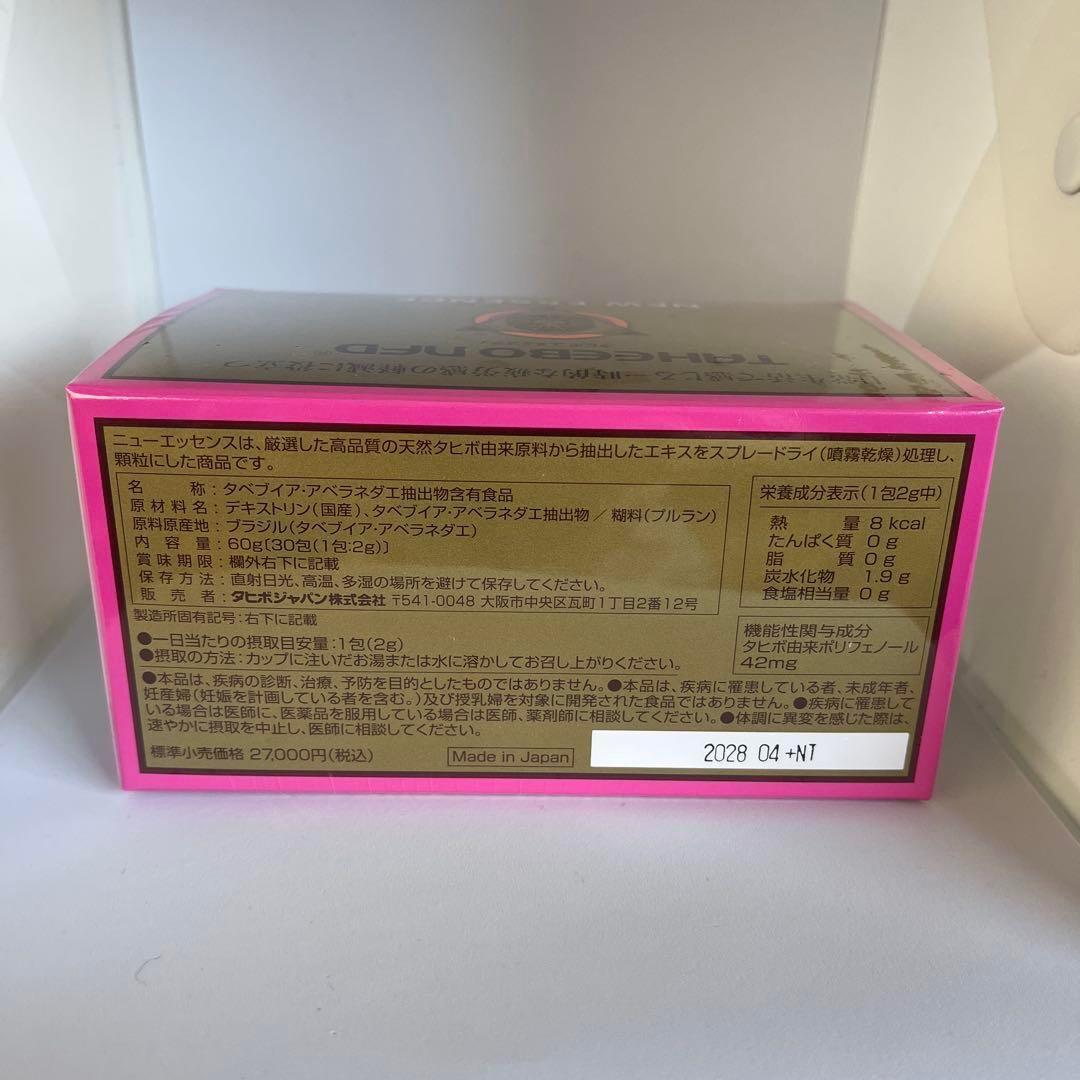 NEW ESSENCE
TAHEEBO NFD
日常生活で感じる一時的な疲労感の軽減に役立つ
ニューエッセンスは、厳選した高品質の天然タヒボ由来原料から抽出したエキスをスプレードライ(噴霧乾燥)処理し、
顆粒にした商品です。
名 称:タベブイア・アベラネダエ抽出物含有食品
原材料名:デキストリン(国産)、タベブイア・アベラネダエ抽出物/糊料(プルラン)
原料原産地:ブラジル(タベブイア・アベラネダエ)
内容量:60g〔30包(1包:2g)〕
賞味期限:欄外右下に記載
保存方法:直射日光、高温、多湿の場所を避けて保存してください。
販売者:タヒボジャパン株式会社 〒541-0048 大阪市中央区瓦町1丁目2番12号
製造所固有記号:右下に記載
栄養成分表示(1包2g中)
熱量 8 kcal
たんぱく質 0 g
脂質 0 g
炭水化物 1.9 g
食塩相当量 0 g
機能性関与成分
タヒボ由来ポリフェノール
42mg
●一日当たりの摂取目安量:1包(2g)
●摂取の方法:カップに注いだお湯または水に溶かしてお召し上がりください。
●本品は、疾病の診断、治療、予防を目的としたものではありません。●本品は、疾病に罹患している者、未成年者、
妊産婦(妊娠を計画している者を含む。)及び授乳婦を対象に開発された食品ではありません。●疾病に罹患して
いる場合は医師に、医薬品を服用している場合は医師、薬剤師に相談してください。●体調に異変を感じた際は、
速やかに摂取を中止し、医師に相談してください。
標準小売価格 27,000円(税込)
Made in Japan
2028 04 +NT